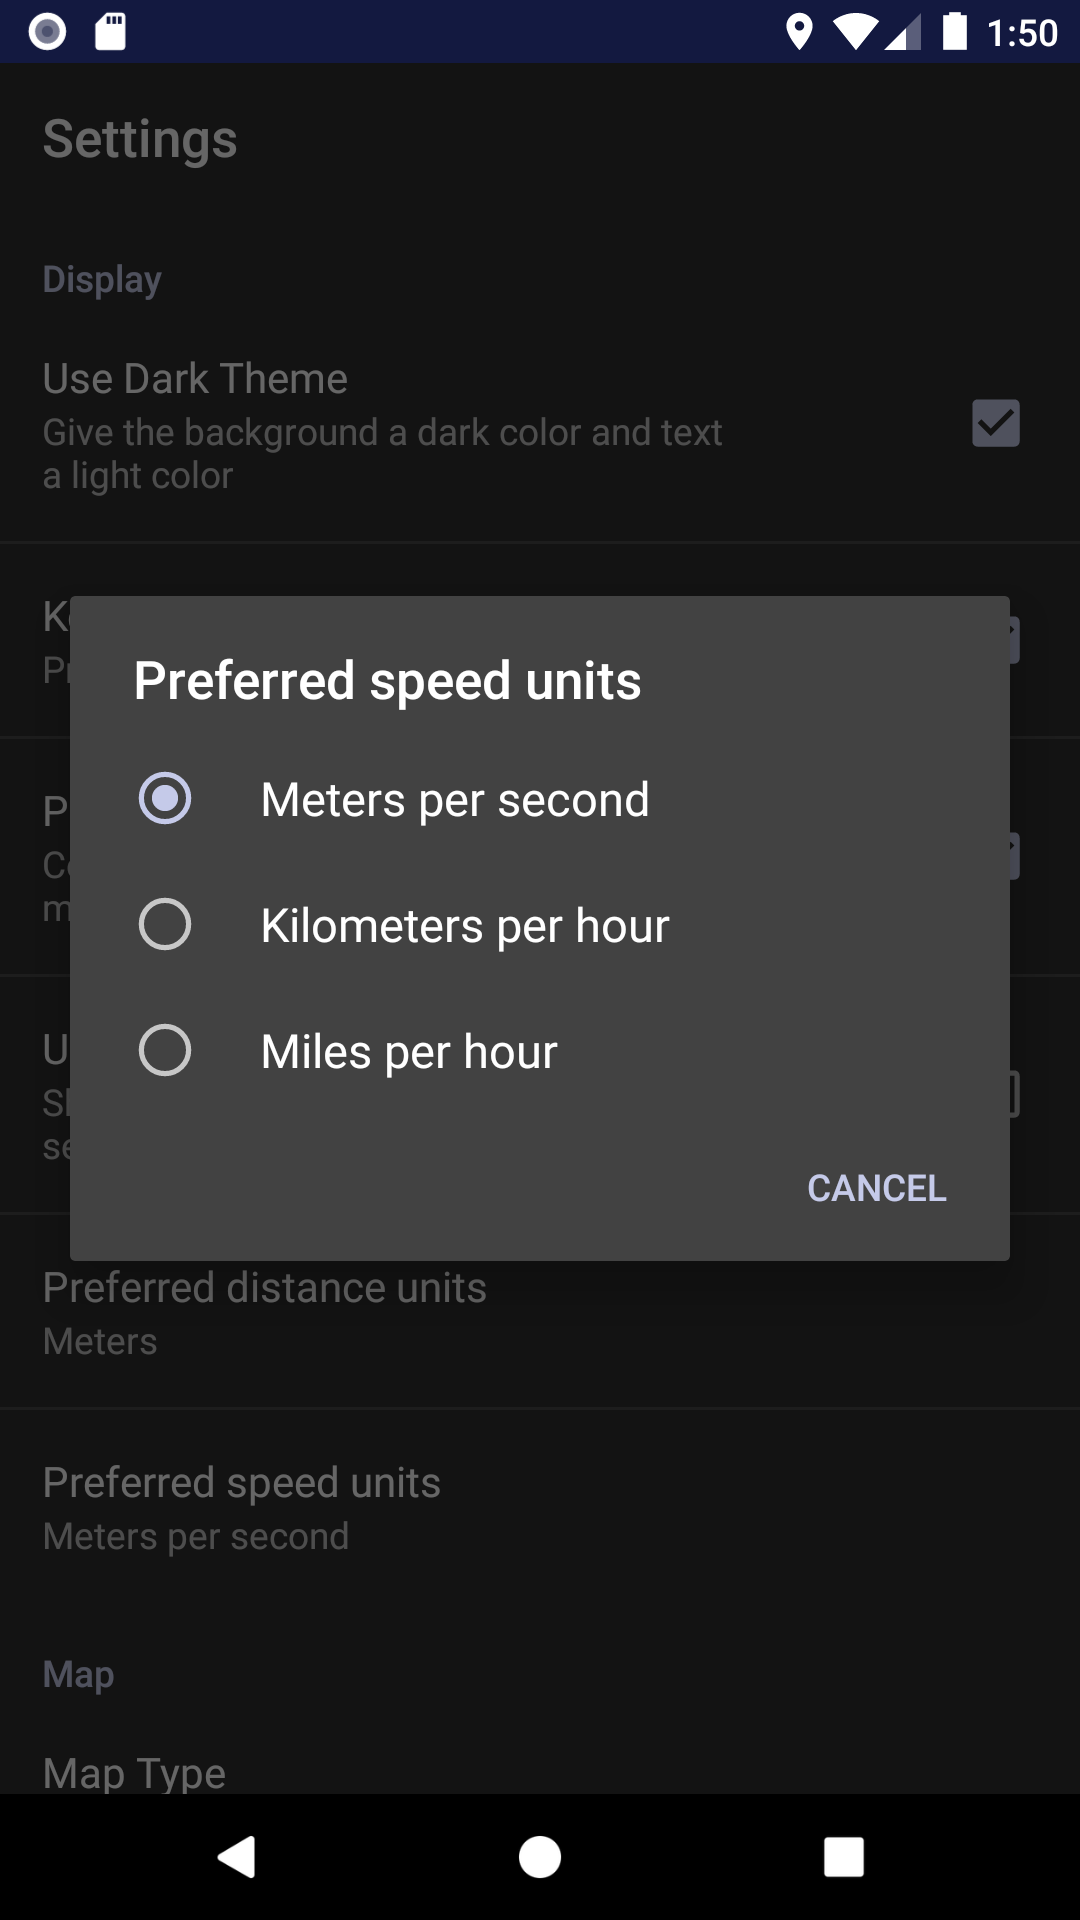 1:50
Settings
Display
Use Dark Theme
Give the background a dark color and text
a light color
Preferred speed units
Meters per second
Kilometers per hour
Miles per hour
CANCEL
Preferred distance units
Meters
Preferred speed units
Meters per second
Map
Map Type